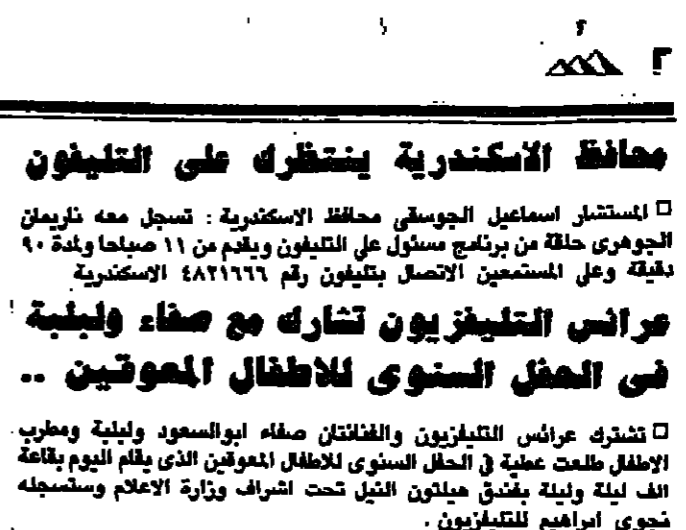 ٢
محافظ الاسكندرية ينتظرك على التليفون
□ المستشار اسماعيل الجوسقى محافظ الاسكندرية : تسجل معه ناريمان
الجوهرى حلقة من برنامج مسئول على التليفون ويقدم من ١١ صباحا ولمدة ٩٠
دقيقة وعلى المستمعين الاتصال بتليفون رقم ٤٨٢١٦٦٦ الاسكندرية
عرائس التليفزيون تشارك مع صفاء ولبلبة
فى الحفل السنوى للاطفال المعوقين ..
□ تشترك عرائس التليفزيون والفنانتان صفاء ابوالسعود ولبلبة ومطرب
الاطفال طلعت عطية في الحفل السنوى للاطفال المعوقين الذى يقام اليوم بقاعة
الف ليلة وليلة بفندق هيلتون النيل تحت اشراف وزارة الاعلام وستسجله
نجوى ابراهيم للتليفزيون .